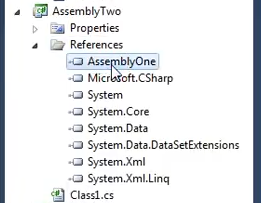 AssemblyTwo
Properties
References
AssemblyOne
Microsoft.CSharp
System
System.Core
System.Data
System.Data.DataSetExtensions
System.Xml
System.Xml.Linq
Class1.cs